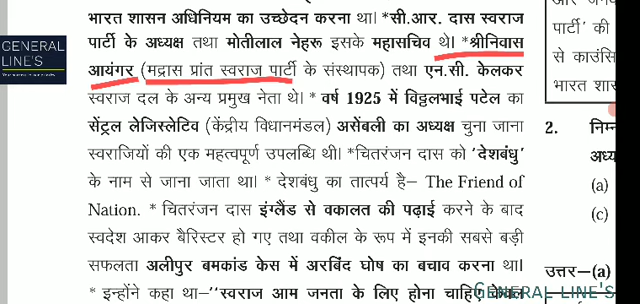 भारत शासन अधिनियम का उच्छेदन करना था। *सी.आर. दास स्वराज
पार्टी के अध्यक्ष तथा मोतीलाल नेहरू इसके महासचिव थे। *श्रीनिवास
आयंगर (मद्रास प्रांत स्वराज पार्टी के संस्थापक) तथा एन.सी. केलकर
स्वराज दल के अन्य प्रमुख नेता थे। * वर्ष 1925 में विट्ठलभाई पटेल का
सेंट्रल लेजिस्लेटिव (केंद्रीय विधानमंडल) असेंबली का अध्यक्ष चुना जाना
स्वराजियों की एक महत्वपूर्ण उपलब्धि थी। *चितरंजन दास को 'देशबंधु'
के नाम से जाना जाता था। * देशबंधु का तात्पर्य है– The Friend of
Nation. * चितरंजन दास इंग्लैंड से वकालत की पढ़ाई करने के बाद
स्वदेश आकर बैरिस्टर हो गए तथा वकील के रूप में इनकी सबसे बड़ी
सफलता अलीपुर बमकांड केस में अरबिंद घोष का बचाव करना था।
* इन्होंने कहा था–''स्वराज आम जनता के लिए होना चाहिए, केवल
GENERAL
LINE'S
पार्टी' की
से काउंसि
भारत शास
2. निम्न
अध्य
(a)
(c)
उत्तर–(a)
GENERAL LINE'S